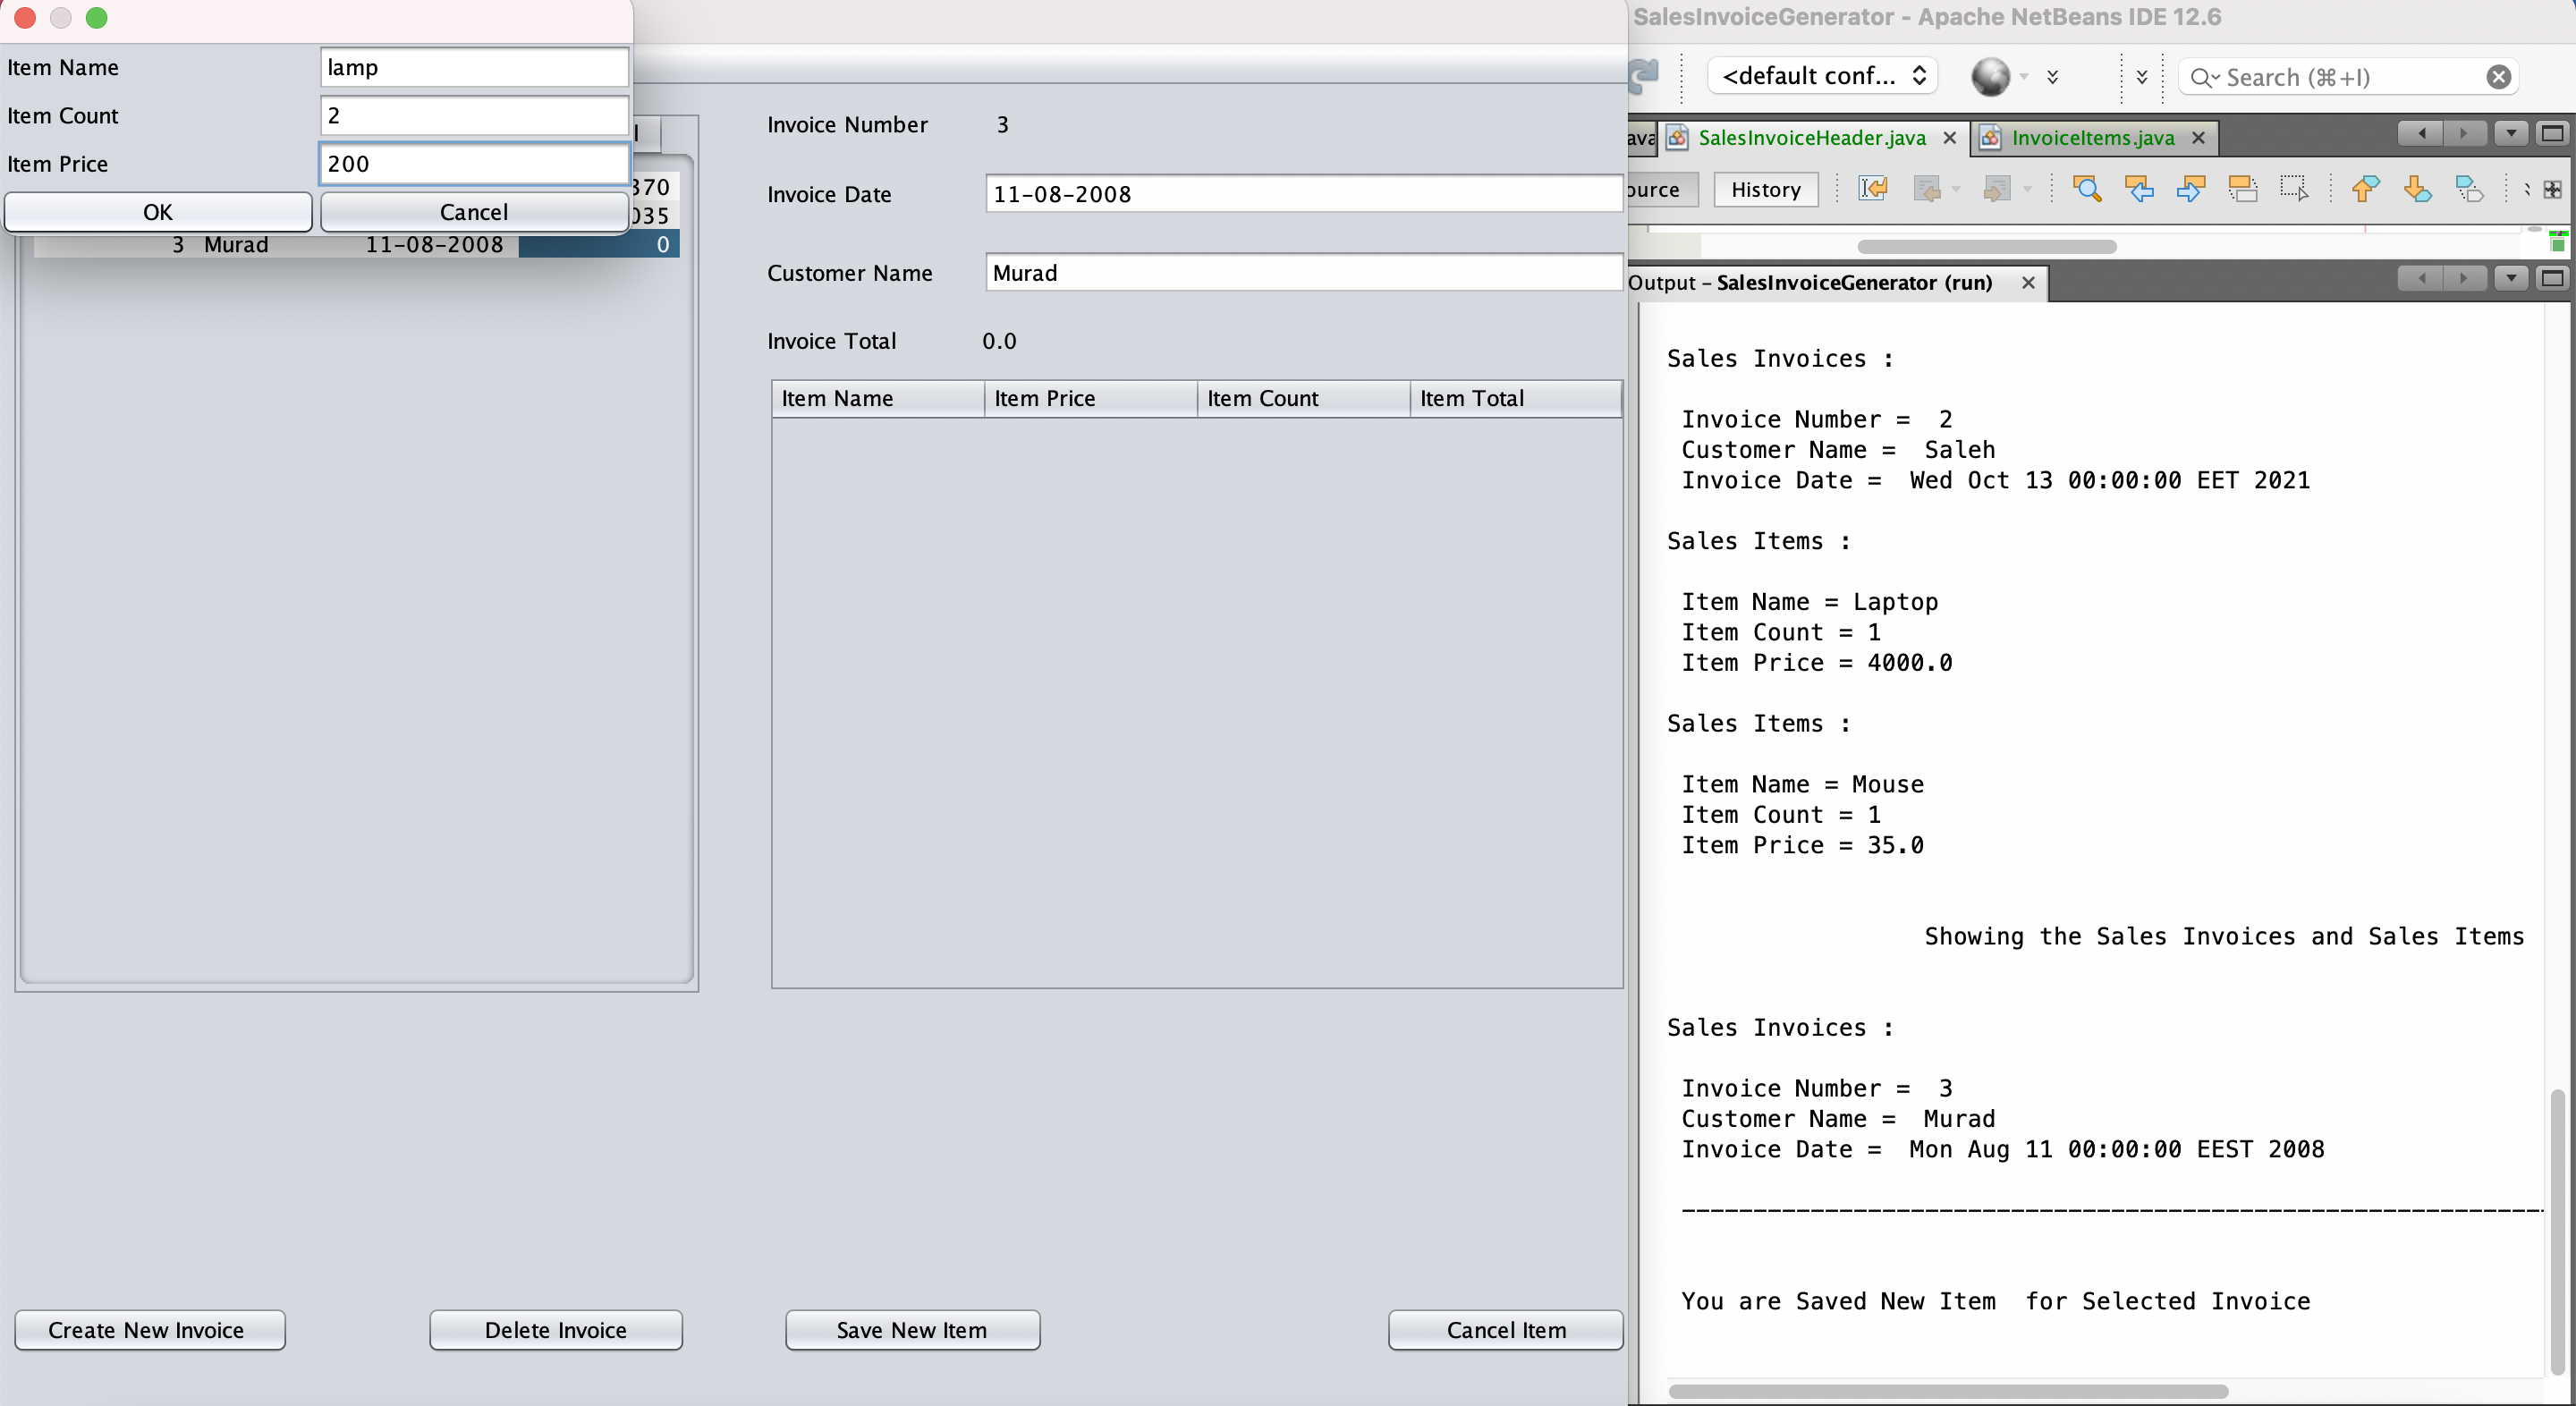 SalesInvoiceGenerator - Apache NetBeans IDE 12.6
Item Name lamp
Item Count 2
Item Price 200
OK Cancel
370
035
3 Murad 11-08-2008 0
Invoice Number 3
Invoice Date 11-08-2008
Customer Name Murad
Invoice Total 0.0
Item Name Item Price Item Count Item Total
Create New Invoice Delete Invoice Save New Item Cancel Item
<default conf... Search (⌘+I)
ava SalesInvoiceHeader.java InvoiceItems.java
ource History
Output - SalesInvoiceGenerator (run)
Sales Invoices :
Invoice Number = 2
Customer Name = Saleh
Invoice Date = Wed Oct 13 00:00:00 EET 2021
Sales Items :
Item Name = Laptop
Item Count = 1
Item Price = 4000.0
Sales Items :
Item Name = Mouse
Item Count = 1
Item Price = 35.0
Showing the Sales Invoices and Sales Items
Sales Invoices :
Invoice Number = 3
Customer Name = Murad
Invoice Date = Mon Aug 11 00:00:00 EEST 2008
------------------------------------------------------------
You are Saved New Item for Selected Invoice